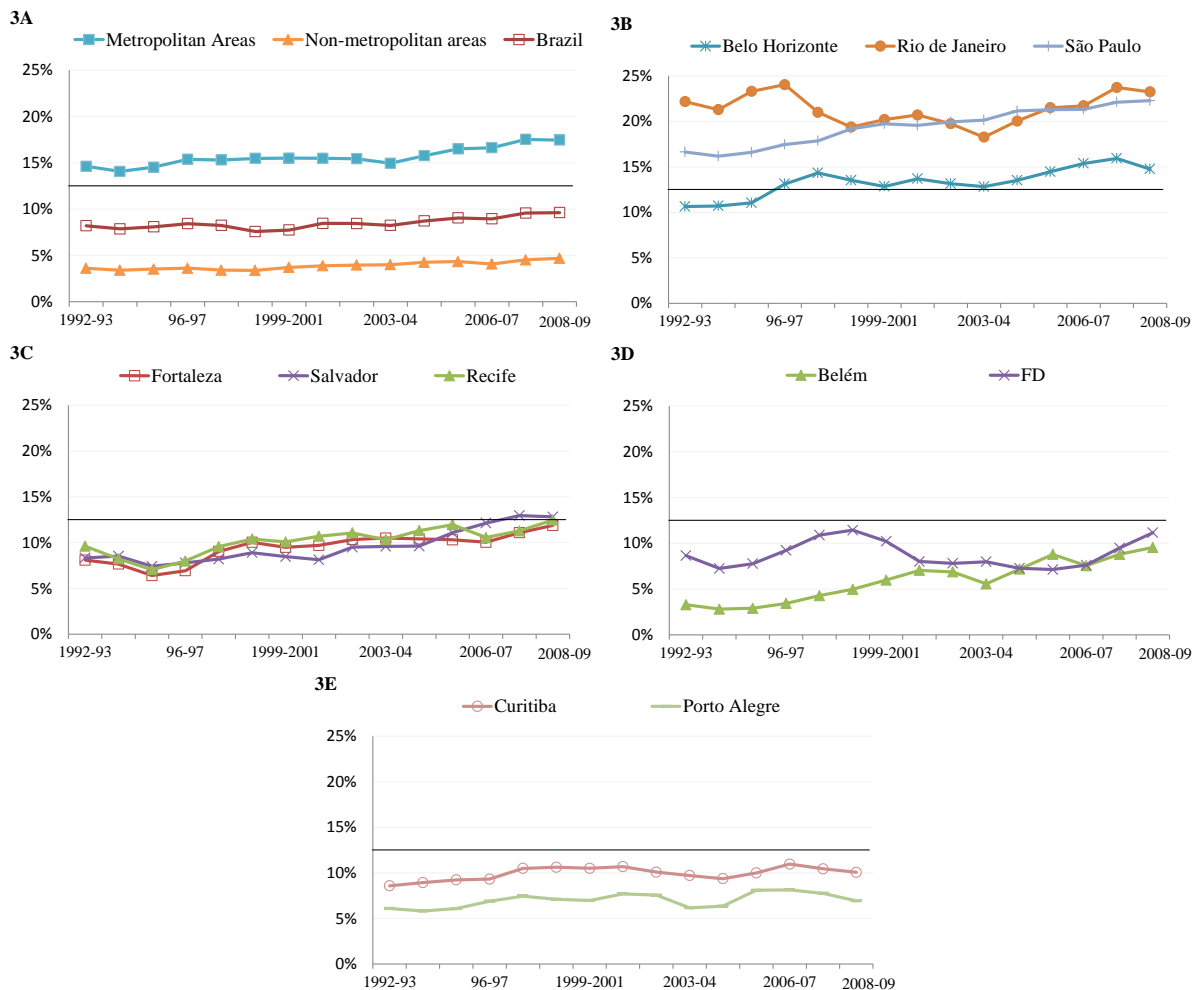 3A
Metropolitan Areas Non-metropolitan areas Brazil
25%
20%
15%
10%
5%
0%
1992-93 96-97 1999-2001 2003-04 2006-07 2008-09
3B
Belo Horizonte Rio de Janeiro São Paulo
25%
20%
15%
10%
5%
0%
1992-93 96-97 1999-2001 2003-04 2006-07 2008-09
3C
Fortaleza Salvador Recife
25%
20%
15%
10%
5%
0%
1992-93 96-97 1999-2001 2003-04 2006-07 2008-09
3D
Belém FD
25%
20%
15%
10%
5%
0%
1992-93 96-97 1999-2001 2003-04 2006-07 2008-09
3E
Curitiba Porto Alegre
25%
20%
15%
10%
5%
0%
1992-93 96-97 1999-2001 2003-04 2006-07 2008-09